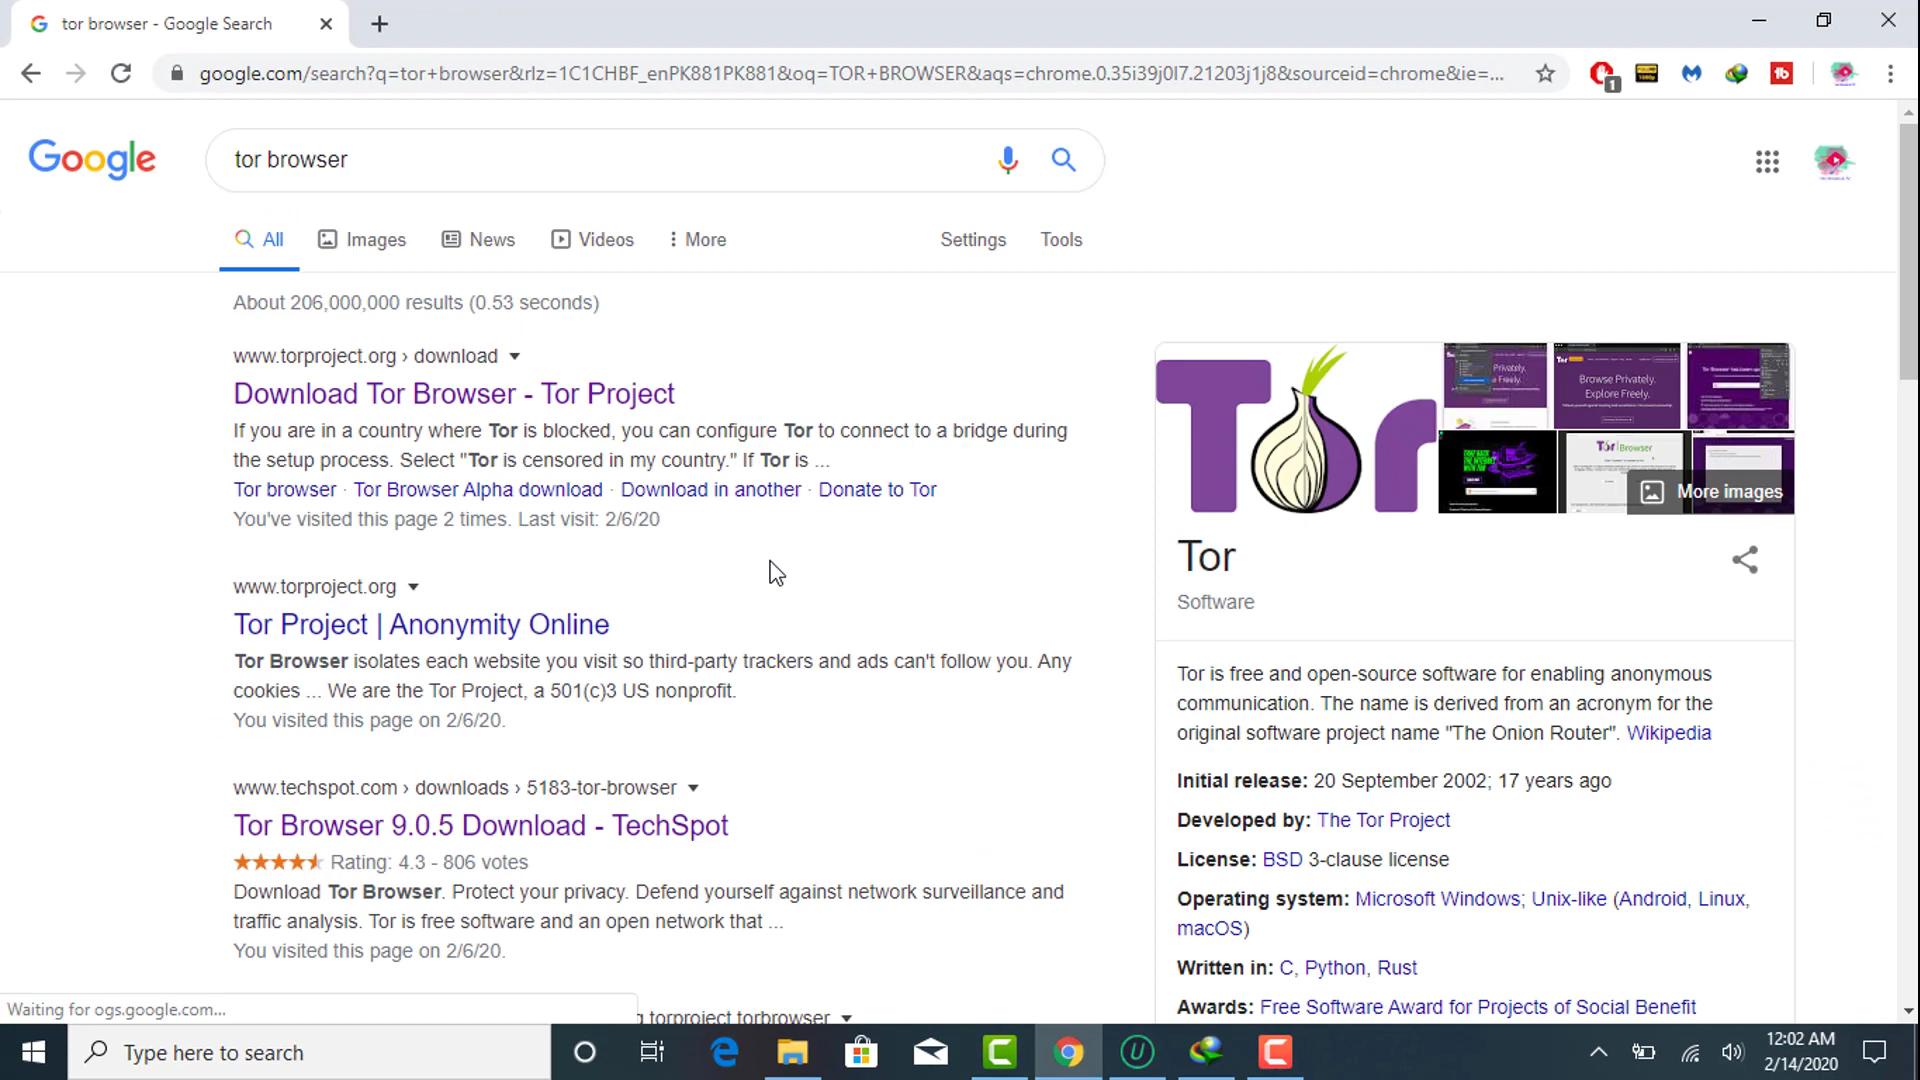 tor browser - Google Search
google.com/search?q=tor+browser&rlz=1C1CHBF_enPK881PK881&oq=TOR+BROWSER&aqs=chrome.0.35i39j0l7.21203j1j8&sourceid=chrome&ie=...
1
Google
tor browser
All
Images
News
Videos
More
Settings
Tools
About 206,000,000 results (0.53 seconds)
www.torproject.org › download
Download Tor Browser - Tor Project
If you are in a country where Tor is blocked, you can configure Tor to connect to a bridge during
the setup process. Select "Tor is censored in my country." If Tor is ...
Tor browser · Tor Browser Alpha download · Download in another · Donate to Tor
You've visited this page 2 times. Last visit: 2/6/20
www.torproject.org
Tor Project | Anonymity Online
Tor Browser isolates each website you visit so third-party trackers and ads can't follow you. Any
cookies ... We are the Tor Project, a 501(c)3 US nonprofit.
You visited this page on 2/6/20.
www.techspot.com › downloads › 5183-tor-browser
Tor Browser 9.0.5 Download - TechSpot
Rating: 4.3 - 806 votes
Download Tor Browser. Protect your privacy. Defend yourself against network surveillance and
traffic analysis. Tor is free software and an open network that ...
You visited this page on 2/6/20.
torproject torbrowser
Waiting for ogs.google.com...
Tor
Browse Privately.
Explore Freely.
Tor Browser
More images
Tor
Software
Tor is free and open-source software for enabling anonymous
communication. The name is derived from an acronym for the
original software project name "The Onion Router". Wikipedia
Initial release: 20 September 2002; 17 years ago
Developed by: The Tor Project
License: BSD 3-clause license
Operating system: Microsoft Windows; Unix-like (Android, Linux,
macOS)
Written in: C, Python, Rust
Awards: Free Software Award for Projects of Social Benefit
Type here to search
12:02 AM
2/14/2020